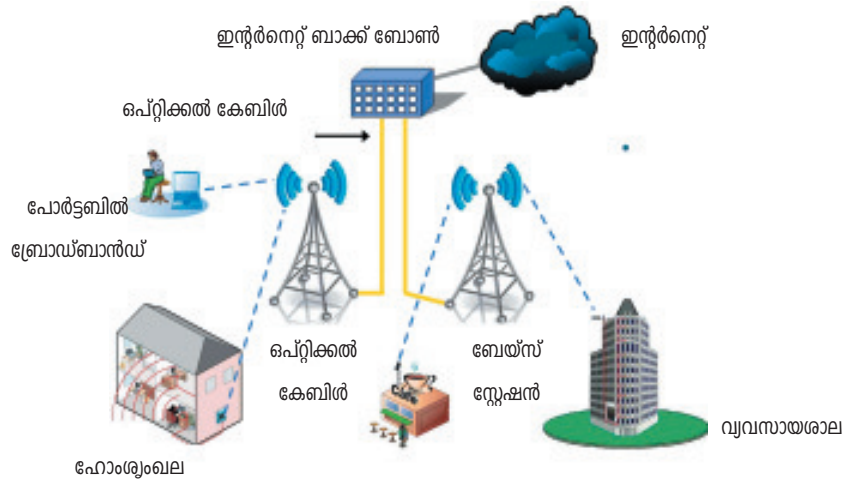 ഇന്റർനെറ്റ് ബാക്ക് ബോൺ
ഇന്റർനെറ്റ്
ഒപ്റ്റിക്കൽ കേബിൾ
പോർട്ടബിൽ
ബ്രോഡ്ബാൻഡ്
ഒപ്റ്റിക്കൽ
കേബിൾ
ബേയ്സ്
സ്റ്റേഷൻ
വ്യവസായശാല
ഹോംശൃംഖല